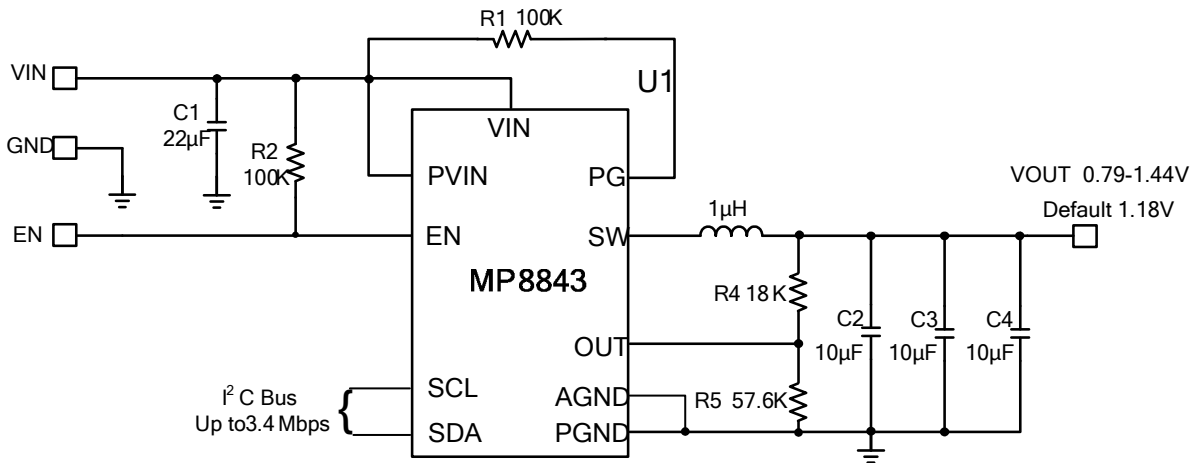 R1 100K
VIN
U1
C1
22µF
VIN
GND
R2
100K
PVIN
PG
VOUT 0.79-1.44V
1µH
Default 1.18V
EN
EN
SW
MP8843
R4 18K
C2
10µF
C3
10µF
C4
10µF
OUT
I² C Bus
Up to3.4 Mbps
SCL
SDA
AGND
R5 57.6K
PGND